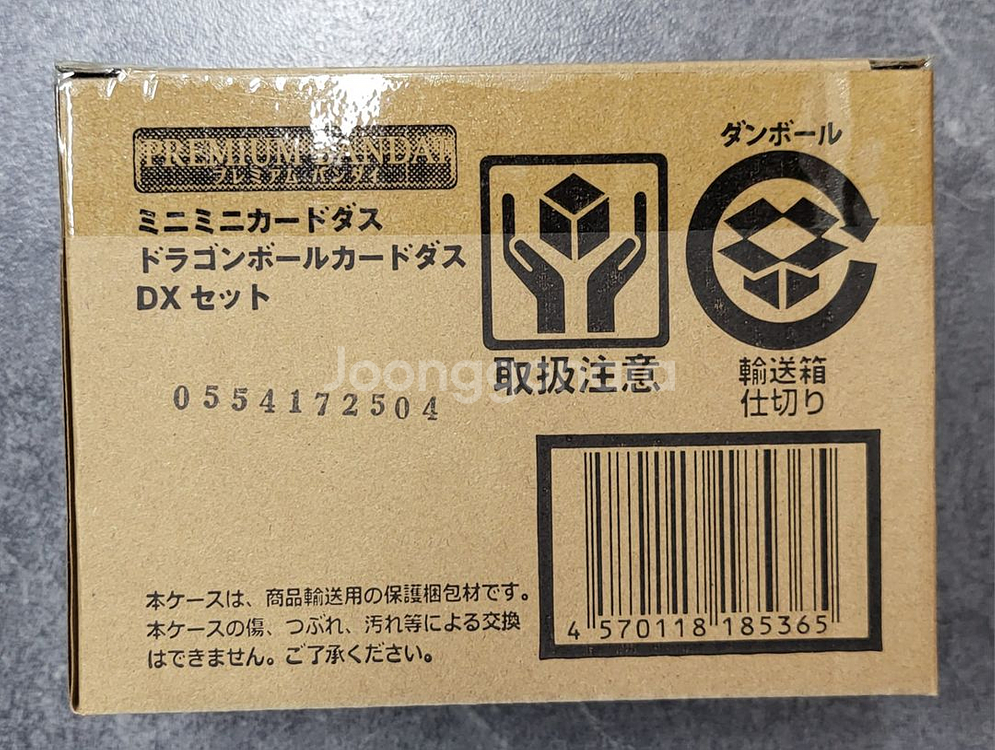 PREMIUM BANDAI
プレミアム バンダイ
ミニミニカードダス
ドラゴンボールカードダス
DX セット
0554172504
取扱注意
ダンボール
輸送箱
仕切り
本ケースは、商品輸送用の保護梱包材です。
本ケースの傷、つぶれ、汚れ等による交換
はできません。ご了承ください。
4 570118 185365
Joonggonara